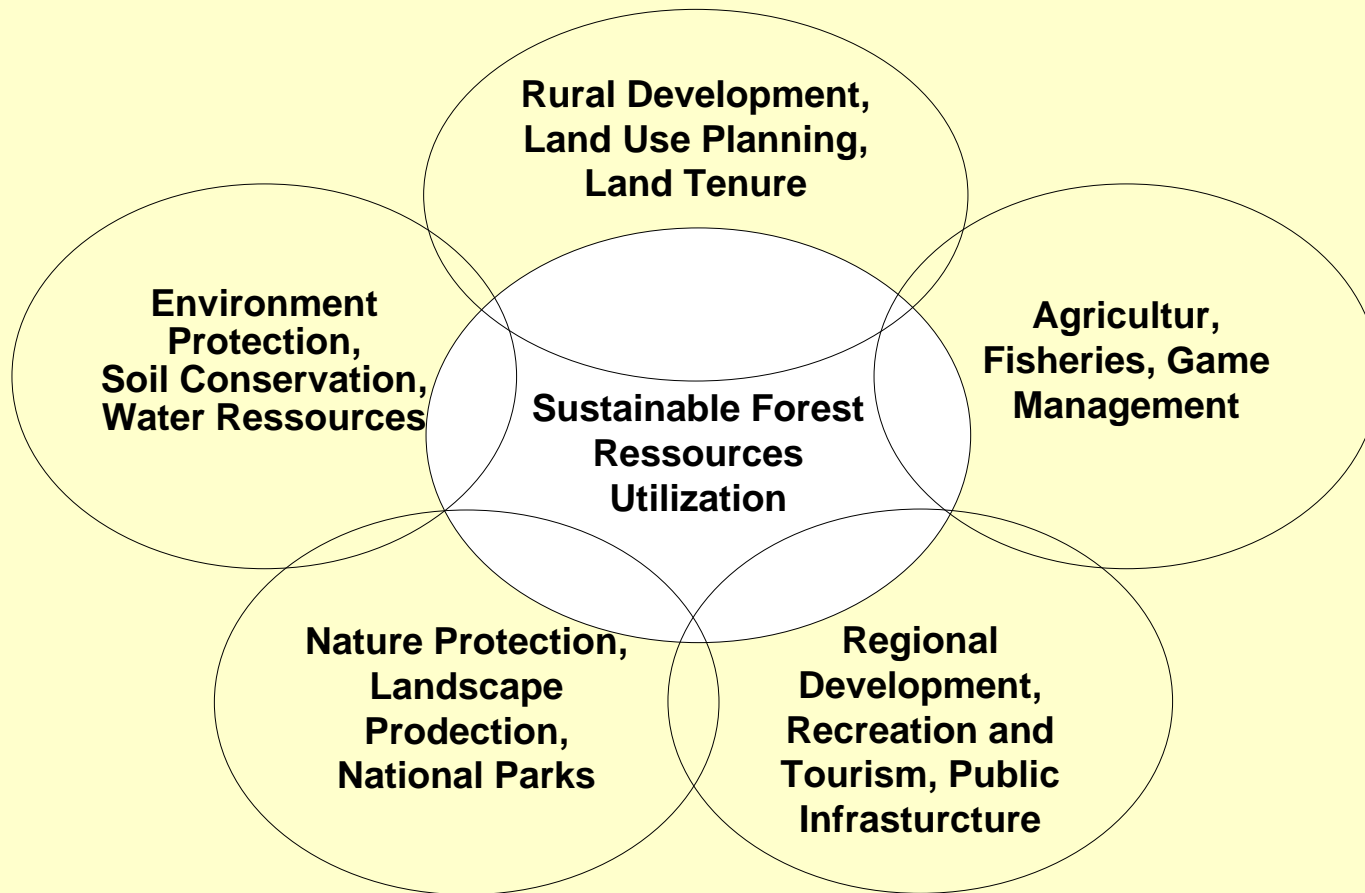 Rural Development,
Land Use Planning,
Land Tenure
Environment
Protection,
Soil Conservation,
Water Ressources
Agricultur,
Fisheries, Game
Management
Sustainable Forest
Ressources
Utilization
Nature Protection,
Landscape
Prodection,
National Parks
Regional
Development,
Recreation and
Tourism, Public
Infrasturcture